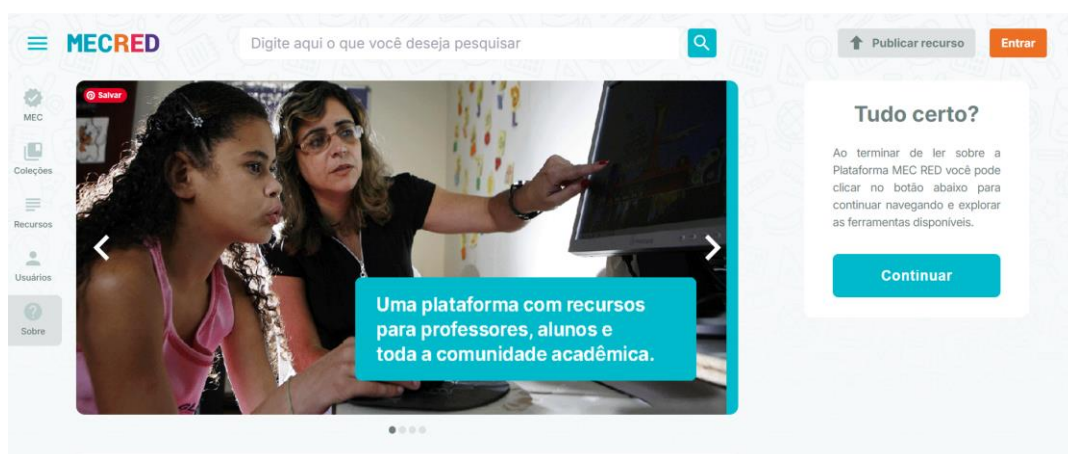 MECRED
Digite aqui o que você deseja pesquisar
Publicar recurso
Entrar
MEC
Coleções
Recursos
Usuários
Sobre
Salvar
Uma plataforma com recursos
para professores, alunos e
toda a comunidade acadêmica.
Tudo certo?
Ao terminar de ler sobre a
Plataforma MEC RED você pode
clicar no botão abaixo para
continuar navegando e explorar
as ferramentas disponíveis.
Continuar